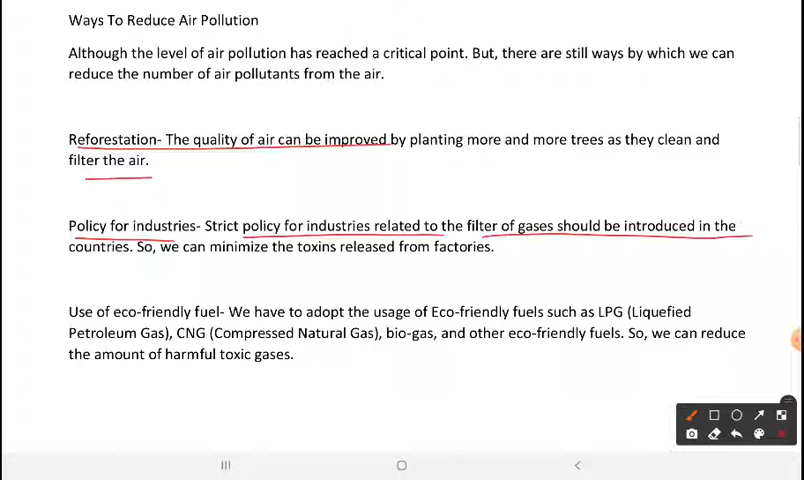 Ways To Reduce Air Pollution
Although the level of air pollution has reached a critical point. But, there are still ways by which we can
reduce the number of air pollutants from the air.
Reforestation- The quality of air can be improved by planting more and more trees as they clean and
filter the air.
Policy for industries- Strict policy for industries related to the filter of gases should be introduced in the
countries. So, we can minimize the toxins released from factories.
Use of eco-friendly fuel- We have to adopt the usage of Eco-friendly fuels such as LPG (Liquefied
Petroleum Gas), CNG (Compressed Natural Gas), bio-gas, and other eco-friendly fuels. So, we can reduce
the amount of harmful toxic gases.